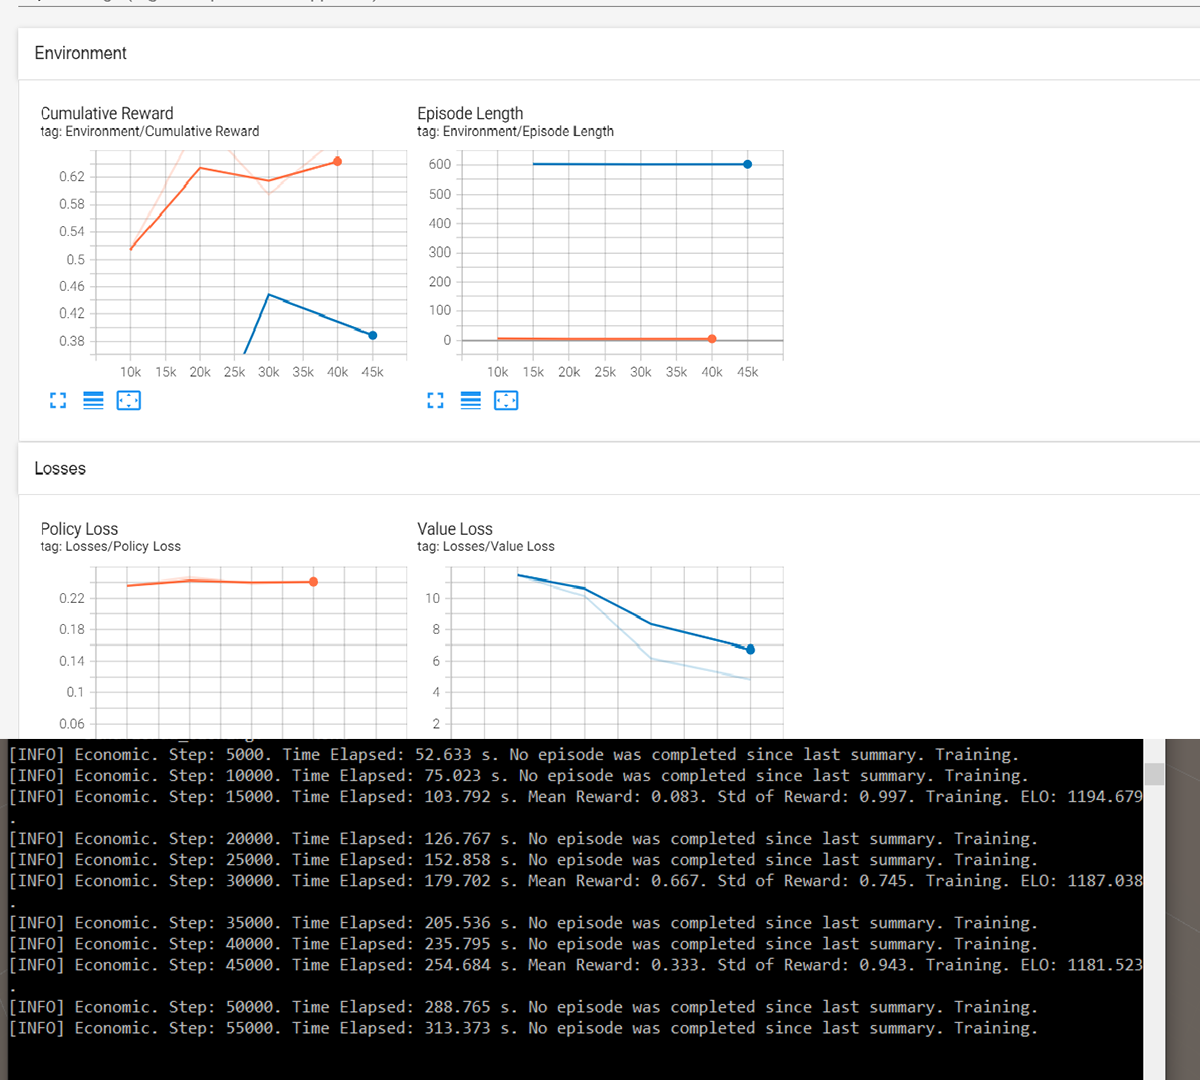 Environment
Cumulative Reward
tag: Environment/Cumulative Reward
0.62
0.58
0.54
0.5
0.46
0.42
0.38
10k 15k 20k 25k 30k 35k 40k 45k
Episode Length
tag: Environment/Episode Length
600
500
400
300
200
100
0
10k 15k 20k 25k 30k 35k 40k 45k
Losses
Policy Loss
tag: Losses/Policy Loss
0.22
0.18
0.14
0.1
0.06
Value Loss
tag: Losses/Value Loss
10
8
6
4
2
[INFO] Economic. Step: 5000. Time Elapsed: 52.633 s. No episode was completed since last summary. Training.
[INFO] Economic. Step: 10000. Time Elapsed: 75.023 s. No episode was completed since last summary. Training.
[INFO] Economic. Step: 15000. Time Elapsed: 103.792 s. Mean Reward: 0.083. Std of Reward: 0.997. Training. ELO: 1194.679
.
[INFO] Economic. Step: 20000. Time Elapsed: 126.767 s. No episode was completed since last summary. Training.
[INFO] Economic. Step: 25000. Time Elapsed: 152.858 s. No episode was completed since last summary. Training.
[INFO] Economic. Step: 30000. Time Elapsed: 179.702 s. Mean Reward: 0.667. Std of Reward: 0.745. Training. ELO: 1187.038
.
[INFO] Economic. Step: 35000. Time Elapsed: 205.536 s. No episode was completed since last summary. Training.
[INFO] Economic. Step: 40000. Time Elapsed: 235.795 s. No episode was completed since last summary. Training.
[INFO] Economic. Step: 45000. Time Elapsed: 254.684 s. Mean Reward: 0.333. Std of Reward: 0.943. Training. ELO: 1181.523
.
[INFO] Economic. Step: 50000. Time Elapsed: 288.765 s. No episode was completed since last summary. Training.
[INFO] Economic. Step: 55000. Time Elapsed: 313.373 s. No episode was completed since last summary. Training.